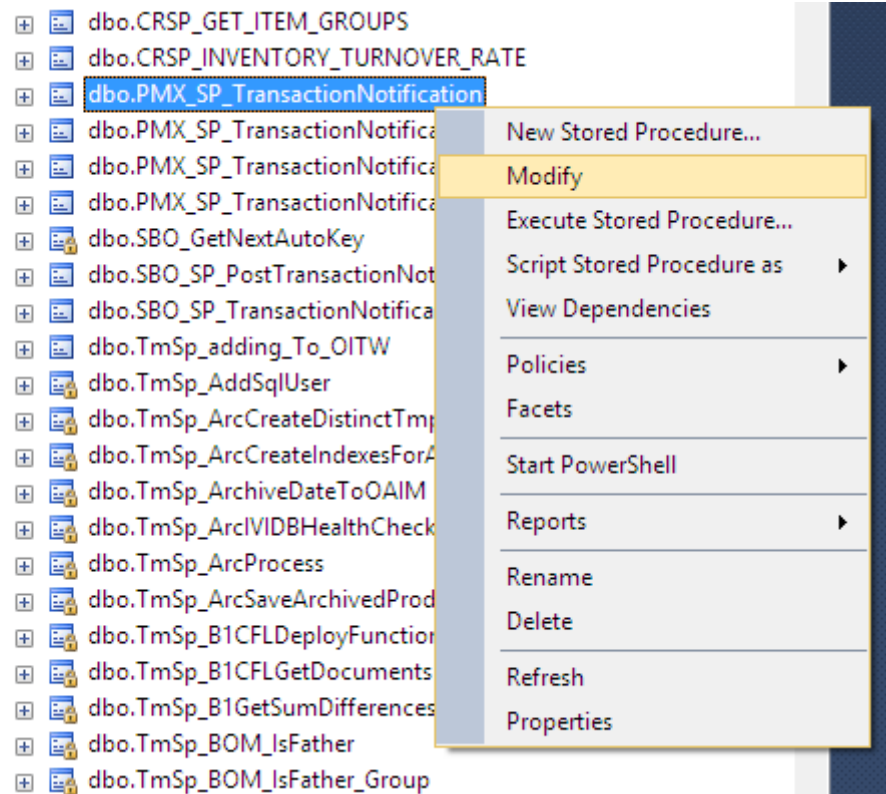 dbo.CRSP_GET_ITEM_GROUPS
dbo.CRSP_INVENTORY_TURNOVER_RATE
dbo.PMX_SP_TransactionNotification
dbo.PMX_SP_TransactionNotifica
dbo.PMX_SP_TransactionNotifica
dbo.PMX_SP_TransactionNotifica
dbo.SBO_GetNextAutoKey
dbo.SBO_SP_PostTransactionNot
dbo.SBO_SP_TransactionNotifica
dbo.TmSp_adding_To_OITW
dbo.TmSp_AddSqlUser
dbo.TmSp_ArcCreateDistinctTmp
dbo.TmSp_ArcCreateIndexesForA
dbo.TmSp_ArchiveDateToOAIM
dbo.TmSp_ArcIVIDBHealthCheck
dbo.TmSp_ArcProcess
dbo.TmSp_ArcSaveArchivedProd
dbo.TmSp_B1CFLDeployFunction
dbo.TmSp_B1CFLGetDocuments
dbo.TmSp_B1GetSumDifferences
dbo.TmSp_BOM_IsFather
dbo.TmSp_BOM_IsFather_Group
New Stored Procedure...
Modify
Execute Stored Procedure...
Script Stored Procedure as
View Dependencies
Policies
Facets
Start PowerShell
Reports
Rename
Delete
Refresh
Properties